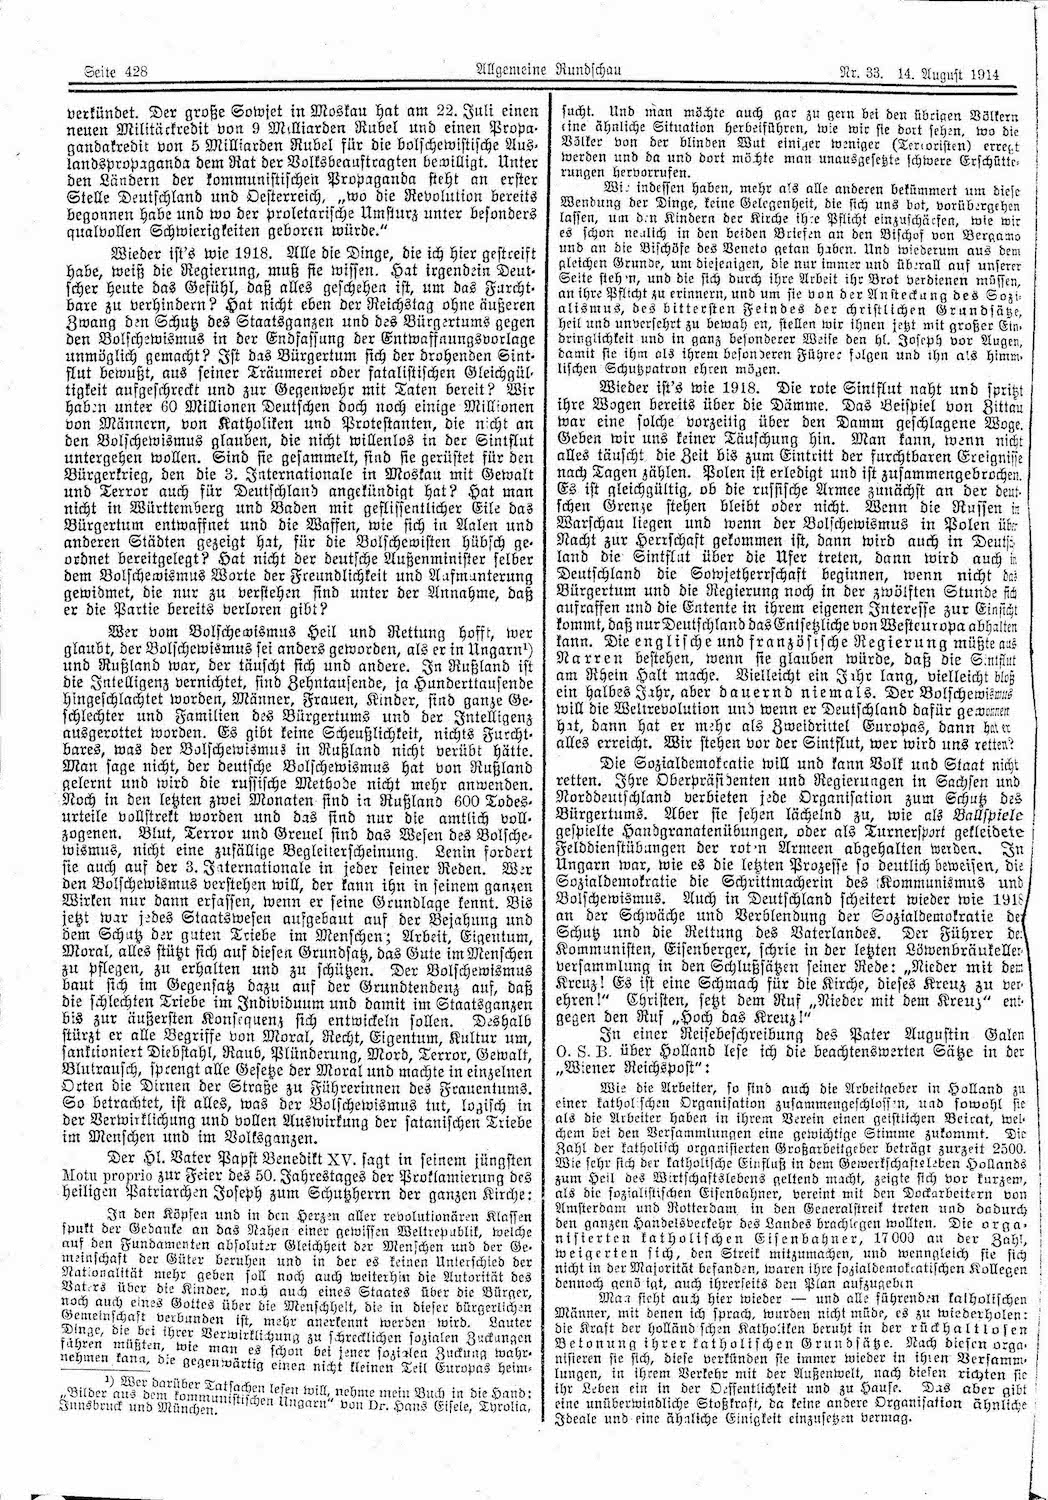 Seite 428
Allgemeine Rundschau
Nr. 33. 14. August 1914
verkündet. Der große Sowjet in Moskau hat am 22. Juli einen
neuen Militärkredit von 9 Milliarden Rubel und einen Propa-
gandakredit von 5 Milliarden Rubel für die bolschewistische Aus-
landspropaganda dem Rat der Volksbeauftragten bewilligt. Unter
den Ländern der kommunistischen Propaganda steht an erster
Stelle Deutschland und Oesterreich, „wo die Revolution bereits
begonnen habe und wo der proletarische Umsturz unter besonders
qualvollen Schwierigkeiten geboren würde.“
Wieder ist's wie 1918. Alle die Dinge, die ich hier gestreift
habe, weiß die Regierung, muß sie wissen. Hat irgendein Deut-
scher heute das Gefühl, daß alles geschehen ist, um das Furcht-
bare zu verhindern? Hat nicht eben der Reichstag ohne äußeren
Zwang den Schutz des Staatsganzen und des Bürgertums gegen
den Bolschewismus in der Endfassung der Entwaffnungsvorlage
unmöglich gemacht? Ist das Bürgertum sich der drohenden Sint-
flut bewußt, aus seiner Träumerei oder fatalistischen Gleichgül-
tigkeit aufgeschreckt und zur Gegenwehr mit Taten bereit? Wir
haben unter 60 Millionen Deutschen doch noch einige Millionen
von Männern, von Katholiken und Protestanten, die nicht an
den Bolschewismus glauben, die nicht willenlos in der Sintflut
untergehen wollen. Sind sie gesammelt, sind sie gerüstet für den
Bürgerkrieg, den die 3. Internationale in Moskau mit Gewalt
und Terror auch für Deutschland angekündigt hat? Hat man
nicht in Württemberg und Baden mit geflissentlicher Eile das
Bürgertum entwaffnet und die Waffen, wie sich in Aalen und
anderen Städten gezeigt hat, für die Bolschewisten hübsch ge-
ordnet bereitgelegt? Hat nicht der deutsche Außenminister selber
dem Bolschewismus Worte der Freundlichkeit und Aufmunterung
gewidmet, die nur zu verstehen sind unter der Annahme, daß
er die Partie bereits verloren gibt?
Wer vom Bolschewismus Heil und Rettung hofft, wer
glaubt, der Bolschewismus sei anders geworden, als er in Ungarn¹)
und Rußland war, der täuscht sich und andere. In Rußland ist
die Intelligenz vernichtet, sind Zehntausende, ja Hunderttausende
hingeschlachtet worden, Männer, Frauen, Kinder, sind ganze Ge-
schlechter und Familien des Bürgertums und der Intelligenz
ausgerottet worden. Es gibt keine Scheußlichkeit, nichts Furcht-
bares, was der Bolschewismus in Rußland nicht verübt hätte.
Man sage nicht, der deutsche Bolschewismus hat von Rußland
gelernt und wird die russische Methode nicht mehr anwenden.
Noch in den letzten zwei Monaten sind in Rußland 600 Todes-
urteile vollstrekt worden und das sind nur die amtlich voll-
zogenen. Blut, Terror und Greuel sind das Wesen des Bolsche-
wismus, nicht eine zufällige Begleiterscheinung. Lenin fordert
sie auch auf der 3. Internationale in jeder seiner Reden. Wer
den Bolschewismus verstehen will, der kann ihn in seinem ganzen
Wirken nur dann erfassen, wenn er seine Grundlage kennt. Bis
jetzt war jedes Staatswesen aufgebaut auf der Bejahung und
dem Schutz der guten Triebe im Menschen; Arbeit, Eigentum,
Moral, alles stützt sich auf diesen Grundsatz, das Gute im Menschen
zu pflegen, zu erhalten und zu schützen. Der Bolschewismus
baut sich im Gegensatz dazu auf der Grundtendenz auf, daß
die schlechten Triebe im Individuum und damit im Staatsganzen
bis zur äußersten Konsequenz sich entwickeln sollen. Deshalb
stürzt er alle Begriffe von Moral, Recht, Eigentum, Kultur um,
sanktioniert Diebstahl, Raub, Plünderung, Mord, Terror, Gewalt,
Blutrausch, sprengt alle Gesetze der Moral und machte in einzelnen
Orten die Dirnen der Straße zu Führerinnen des Frauentums.
So betrachtet, ist alles, was der Bolschewismus tut, logisch in
der Verwirklichung und vollen Auswirkung der satanischen Triebe
im Menschen und im Volksganzen.
Der Hl. Vater Papst Benedikt XV. sagt in seinem jüngsten
Motu proprio zur Feier des 50. Jahrestages der Proklamierung des
heiligen Patriarchen Joseph zum Schutzherrn der ganzen Kirche:
In den Köpfen und in den Herzen aller revolutionären Klassen
spukt der Gedanke an das Nahen einer gewissen Weltrepublik, welche
auf den Fundamenten absoluter Gleichheit der Menschen und der Ge-
meinschaft der Güter beruhen und in der es keinen Unterschied der
Nationalität mehr geben soll noch auch weiterhin die Autorität des
Vaters über die Kinder, noch auch eines Staates über die Bürger,
noch auch eines Gottes über die Menschheit, die in dieser bürgerlichen
Gemeinschaft verbunden ist, mehr anerkennt werden wird. Lauter
Dinge, die bei ihrer Verwirklichung zu schrecklichen sozialen Zuckungen
führen müßten, wie man es schon bei jener sozialen Zuckung wahr-
nehmen kann, die gegenwärtig einen nicht kleinen Teil Europas heim-
¹) Wer darüber Tatsachen lesen will, nehme mein Buch in die Hand:
„Bilder aus dem kommunistischen Ungarn“ von Dr. Hans Eisele, Tyrolia,
Innsbruck und München.
sucht. Und man möchte auch gar zu gern bei den übrigen Völkern
eine ähnliche Situation herbeiführen, wie wir sie dort sehen, wo die
Völker von der blinden Wut einiger weniger (Terroristen) erregt
werden und da und dort möchte man unausgesetzte schwere Erschütte-
rungen hervorrufen.
Wir indessen haben, mehr als alle anderen bekümmert um diese
Wendung der Dinge, keine Gelegenheit, die sich uns bot, vorübergehen
lassen, um den Kindern der Kirche ihre Pflicht einzuschärfen, wie wir
es schon neulich in den beiden Briefen an den Bischof von Bergamo
und an die Bischöfe des Veneto getan haben. Und wiederum aus dem
gleichen Grunde, um diejenigen, die nur immer und überall auf unserer
Seite stehen, und die sich durch ihre Arbeit ihr Brot verdienen müssen,
an ihre Pflicht zu erinnern, und um sie von der Ansteckung des Sozi-
alismus, des bittersten Feindes der christlichen Grundsätze,
heil und unversehrt zu bewahren, stellen wir ihnen jetzt mit großer Ein-
dringlichkeit und in ganz besonderer Weise den hl. Joseph vor Augen,
damit sie ihm als ihrem besonderen Führer folgen und ihn als himm-
lischen Schutzpatron ehren mögen.
Wieder ist's wie 1918. Die rote Sintflut naht und spritzt
ihre Wogen bereits über die Dämme. Das Beispiel von Zittau
war eine solche vorzeitig über den Damm geschlagene Woge.
Geben wir uns keiner Täuschung hin. Man kann, wenn nicht
alles täuscht die Zeit bis zum Eintritt der furchtbaren Ereignisse
nach Tagen zählen. Polen ist erledigt und ist zusammengebrochen.
Es ist gleichgültig, ob die russische Armee zunächst an der deut-
schen Grenze stehen bleibt oder nicht. Wenn die Russen in
Warschau liegen und wenn der Bolschewismus in Polen über
Nacht zur Herrschaft gekommen ist, dann wird auch in Deutsch-
land die Sintflut über die Ufer treten, dann wird auch in
Deutschland die Sowjetherrschaft beginnen, wenn nicht das
Bürgertum und die Regierung noch in der zwölften Stunde sich
aufraffen und die Entente in ihrem eigenen Interesse zur Einsicht
kommt, daß nur Deutschland das Entsetzliche von Westeuropa abhalten
kann. Die englische und französische Regierung müßte aus
Narren bestehen, wenn sie glauben würde, daß die Sintflut
am Rhein Halt mache. Vielleicht ein Jahr lang, vielleicht bloß
ein halbes Jahr, aber dauernd niemals. Der Bolschewismus
will die Weltrevolution und wenn er Deutschland dafür gewonnen
hat, dann hat er mehr als Zweidrittel Europas, dann hat er
alles erreicht. Wir stehen vor der Sintflut, wer wird uns retten?
Die Sozialdemokratie will und kann Volk und Staat nicht
retten. Ihre Oberpräsidenten und Regierungen in Sachsen und
Norddeutschland verbieten jede Organisation zum Schutz des
Bürgertums. Aber sie sehen lächelnd zu, wie als Ballspiele
gespielte Handgranatenübungen, oder als Turnersport gekleidete
Felddienstübungen der roten Armeen abgehalten werden. In
Ungarn war, wie es die letzten Prozesse so deutlich beweisen, die
Sozialdemokratie die Schrittmacherin des Kommunismus und
Bolschewismus. Auch in Deutschland scheitert wieder wie 1918
an der Schwäche und Verblendung der Sozialdemokratie der
Schutz und die Rettung des Vaterlandes. Der Führer der
Kommunisten, Eisenberger, schrie in der letzten Löwenbräukeller-
versammlung in den Schlußsätzen seiner Rede: „Nieder mit dem
Kreuz! Es ist eine Schmach für die Kirche, dieses Kreuz zu ver-
ehren!“ Christen, setzt dem Ruf „Nieder mit dem Kreuz“ ent-
gegen den Ruf „Hoch das Kreuz!“
In einer Reisebeschreibung des Pater Augustin Galen
O. S. B. über Holland lese ich die beachtenswerten Sätze in der
„Wiener Reichspost“:
Wie die Arbeiter, so sind auch die Arbeitgeber in Holland zu
einer katholischen Organisation zusammengeschlossen, und sowohl sie
als die Arbeiter haben in ihrem Verein einen geistlichen Beirat, wel-
chem bei den Versammlungen eine gewichtige Stimme zukommt. Die
Zahl der katholisch organisierten Großarbeitgeber beträgt zurzeit 2500.
Wie sehr sich der katholische Einfluß in dem Gewerkschaftsleben Hollands
zum Heil des Wirtschaftslebens geltend macht, zeigte sich vor kurzem,
als die sozialistischen Eisenbahner, vereint mit den Dockarbeitern von
Amsterdam und Rotterdam, in den Generalstreik treten und dadurch
den ganzen Handelsverkehr des Landes brachlegen wollten. Die orga-
nisierten katholischen Eisenbahner, 17000 an der Zahl,
weigerten sich, den Streik mitzumachen, und wenngleich sie sich
nicht in der Majorität befanden, waren ihre sozialdemokratischen Kollegen
dennoch genötigt, auch ihrerseits den Plan aufzugeben
Man sieht auch hier wieder — und alle führenden katholischen
Männer, mit denen ich sprach, wurden nicht müde, es zu wiederholen:
die Kraft der holländischen Katholiken beruht in der rückhaltlosen
Betonung ihrer katholischen Grundsätze. Nach diesen orga-
nisieren sie sich, diese verkünden sie immer wieder in ihren Versamm-
lungen, in ihrem Verkehr mit der Außenwelt, nach diesen richten sie
ihr Leben ein in der Oeffentlichkeit und zu Hause. Das aber gibt
eine unüberwindliche Stoßkraft, da keine andere Organisation ähnliche
Ideale und eine ähnliche Einigkeit einzusetzen vermag.